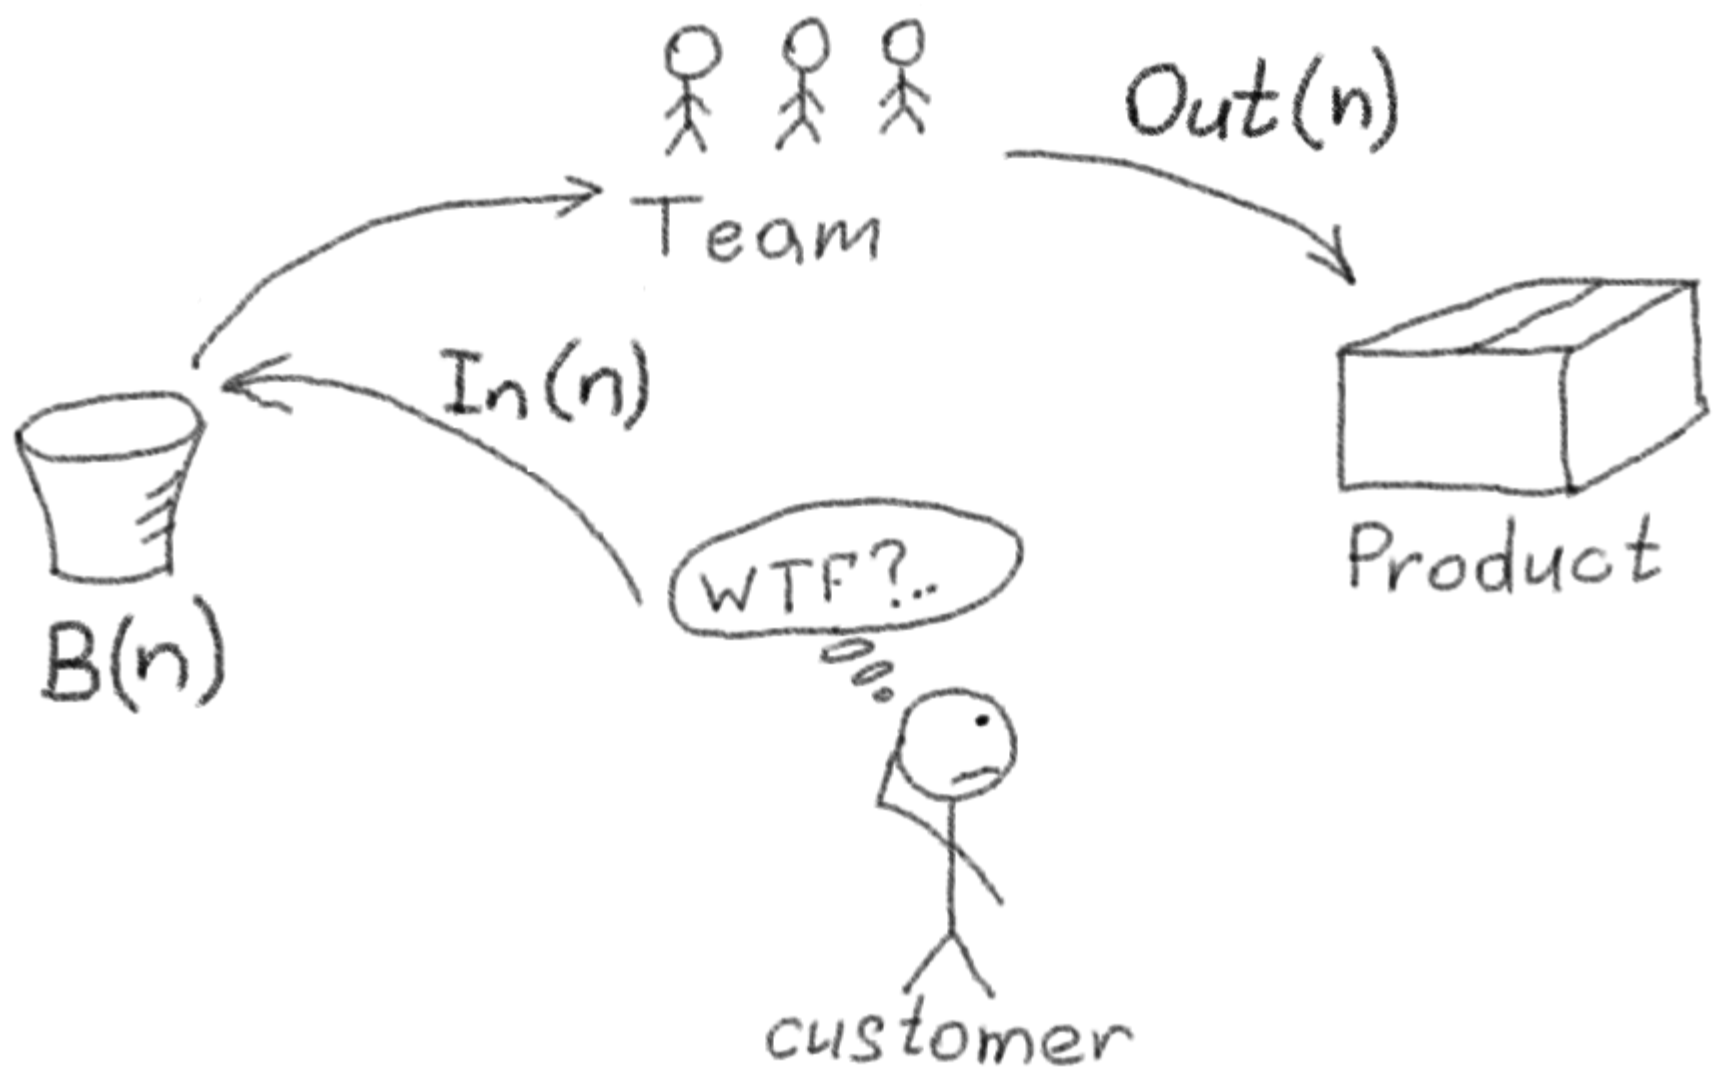 Out(n)
Team
In(n)
WTF?..
Product
B(n)
customer